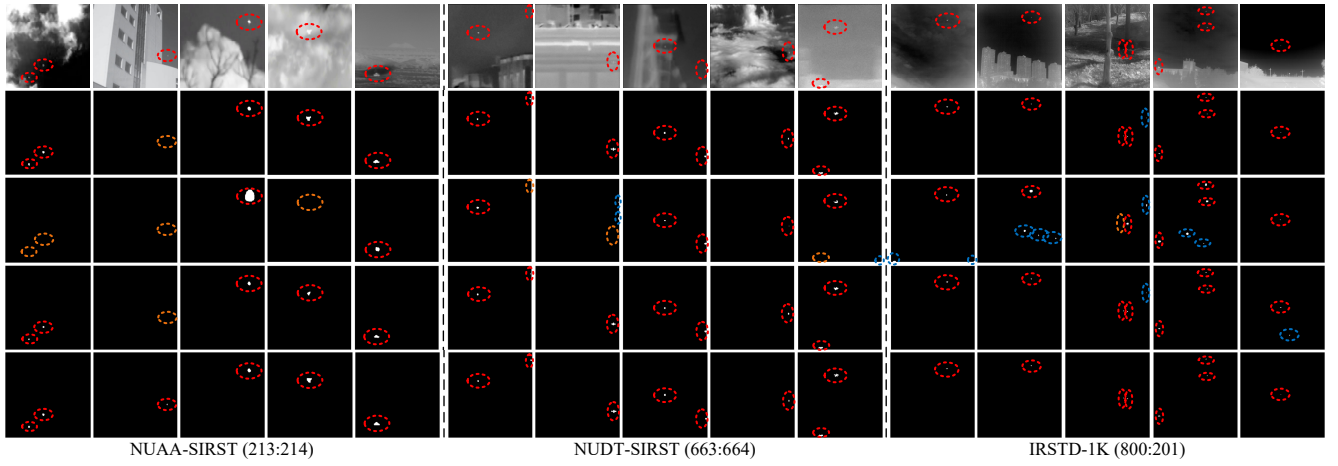 NUAA-SIRST (213:214)
NUDT-SIRST (663:664)
IRSTD-1K (800:201)